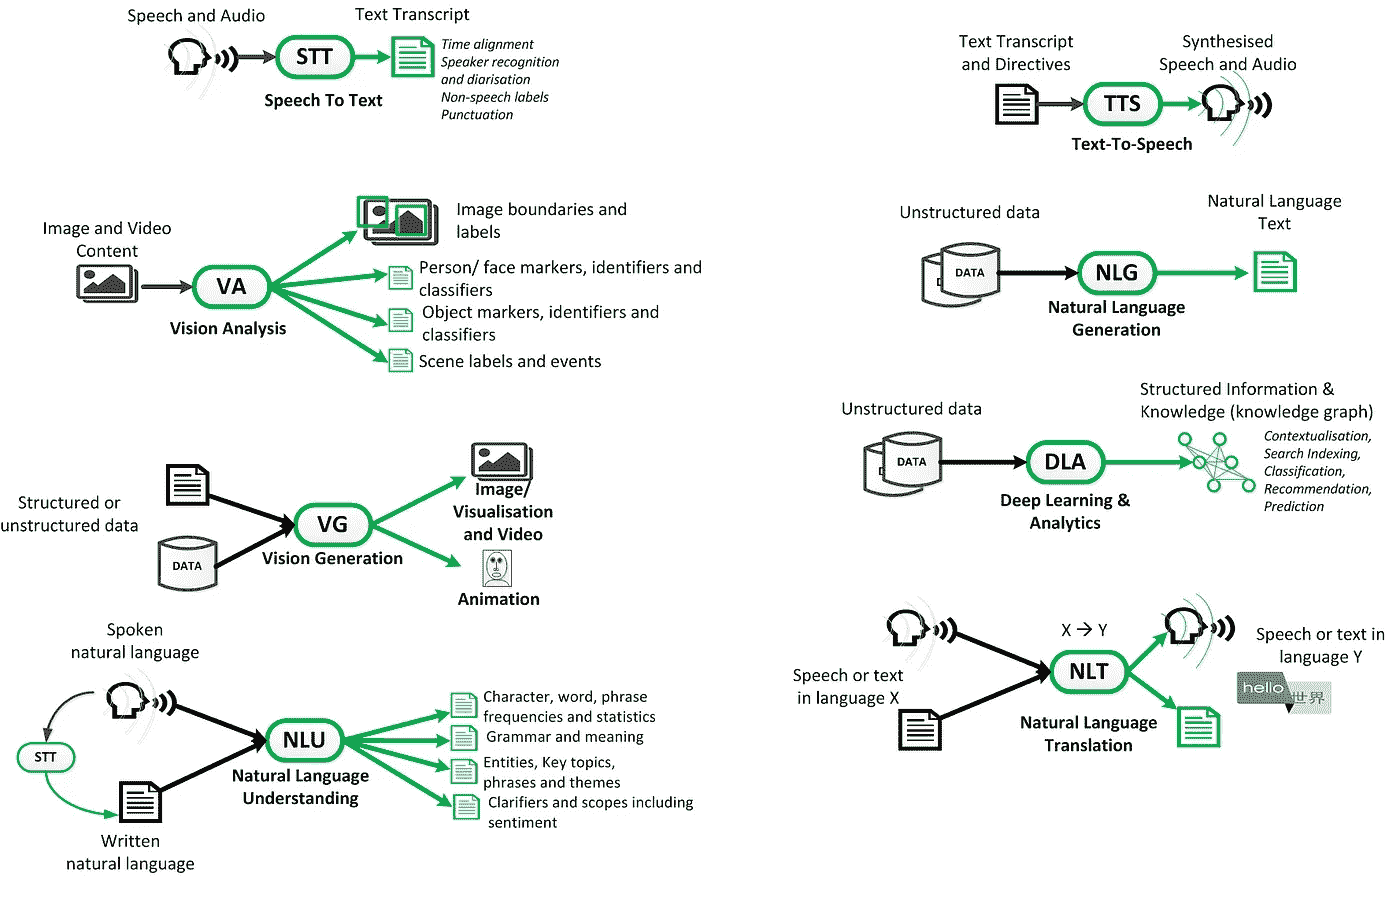 Speech and Audio
Text Transcript
STT
Speech To Text
Time alignment
Speaker recognition
and diarisation
Non-speech labels
Punctuation
Text Transcript
and Directives
Synthesised
Speech and Audio
TTS
Text-To-Speech
Image and Video
Content
VA
Vision Analysis
Image boundaries and
labels
Person/ face markers, identifiers and
classifiers
Object markers, identifiers and
classifiers
Scene labels and events
Unstructured data
Natural Language
Text
DATA
NLG
Natural Language
Generation
Unstructured data
Structured Information &
Knowledge (knowledge graph)
D
DATA
DLA
Deep Learning &
Analytics
Contextualisation,
Search Indexing,
Classification,
Recommendation,
Prediction
Structured or
unstructured data
DATA
VG
Vision Generation
Image/
Visualisation
and Video
Animation
Spoken
natural language
STT
Written
natural language
NLU
Natural Language
Understanding
Character, word, phrase
frequencies and statistics
Grammar and meaning
Entities, Key topics,
phrases and themes
Clarifiers and scopes including
sentiment
Speech or text
in language X
X → Y
NLT
Natural Language
Translation
Speech or text in
language Y
hello
世界